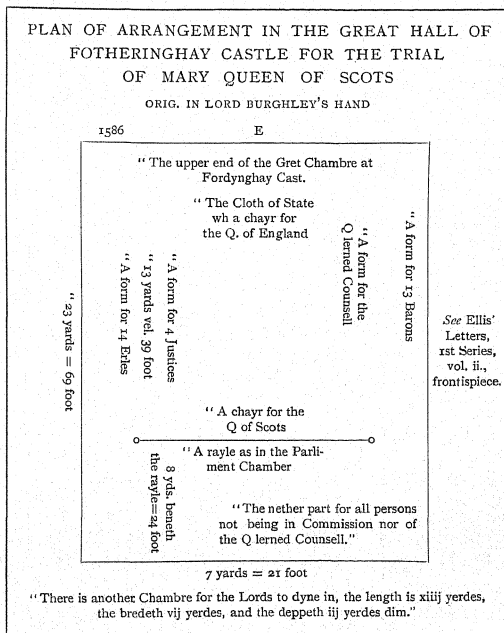 PLAN OF ARRANGEMENT IN THE GREAT HALL OF
FOTHERINGHAY CASTLE FOR THE TRIAL
OF MARY QUEEN OF SCOTS
ORIG. IN LORD BURGHLEY'S HAND
1586 E
"The upper end of the Gret Chambre at
Fordynghay Cast.
"The Cloth of State
wh a chayr for
the Q. of England
"23 yards = 69 foot
"A form for 14 Erles
"13 yards vel. 39 foot
"A form for 4 Justices
"A form for the
Q lerned Counsell
"A form for 13 Barons
See Ellis'
Letters,
1st Series,
vol. ii.,
frontispiece.
"A chayr for the
Q of Scots
"A rayle as in the Parli-
ment Chamber
8 yds. beneth
the rayle=24 foot
"The nether part for all persons
not being in Commission nor of
the Q lerned Counsell."
7 yards = 21 foot
"There is another Chambre for the Lords to dyne in, the length is xiiij yerdes,
the bredeth vij yerdes, and the deppeth iij yerdes dim."